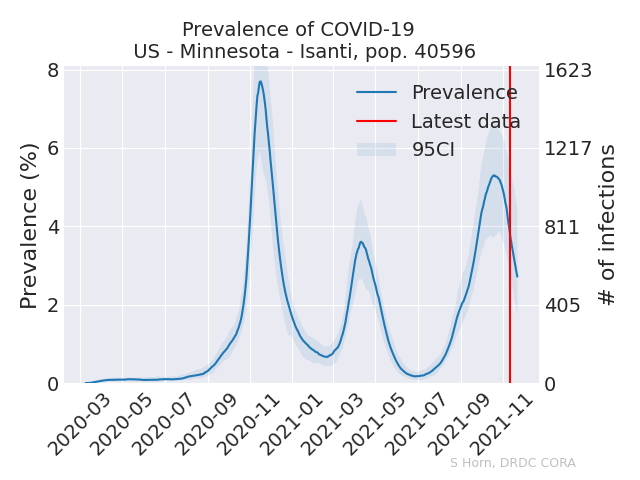 Prevalence of COVID-19
US - Minnesota - Isanti, pop. 40596
Prevalence (%)
8
6
4
2
0
1623
1217
811
405
0
# of infections
Prevalence
Latest data
95CI
2020-03
2020-05
2020-07
2020-09
2020-11
2021-01
2021-03
2021-05
2021-07
2021-09
2021-11
S Horn, DRDC CORA